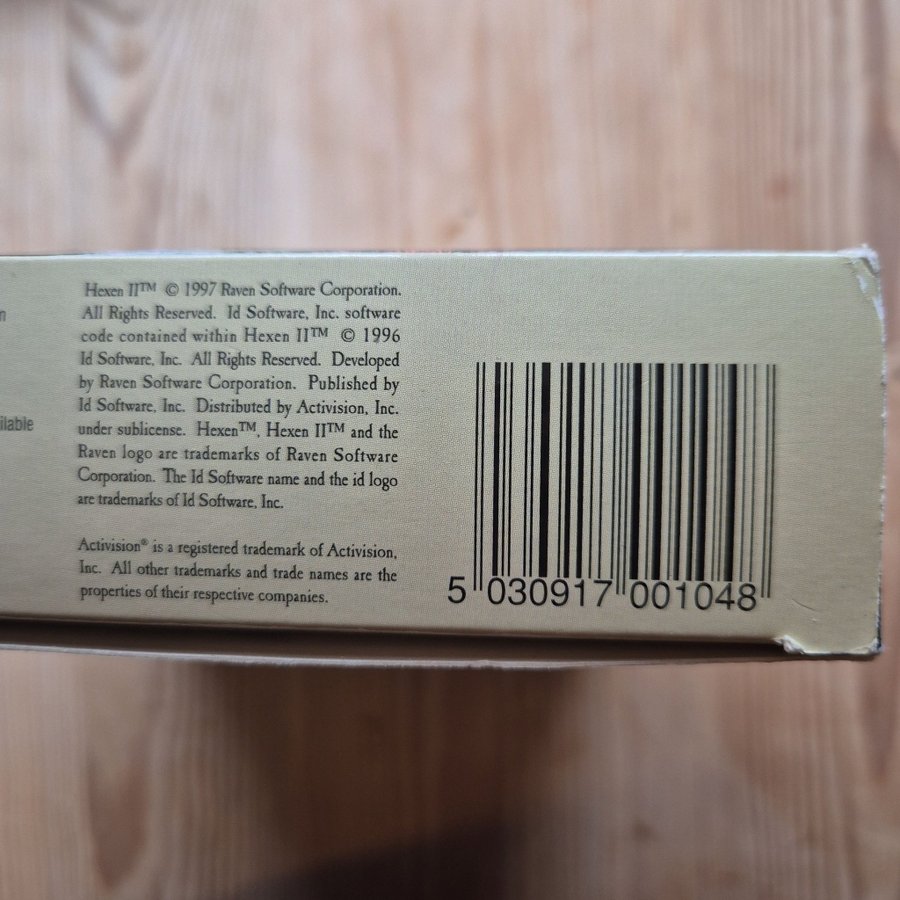 Hexen II™ © 1997 Raven Software Corporation.
All Rights Reserved. Id Software, Inc. software
code contained within Hexen II™ © 1996
Id Software, Inc. All Rights Reserved. Developed
by Raven Software Corporation. Published by
Id Software, Inc. Distributed by Activision, Inc.
under sublicense. Hexen™, Hexen II™ and the
Raven logo are trademarks of Raven Software
Corporation. The Id Software name and the id logo
are trademarks of Id Software, Inc.
Activision® is a registered trademark of Activision,
Inc. All other trademarks and trade names are the
properties of their respective companies.
5 030917 001048